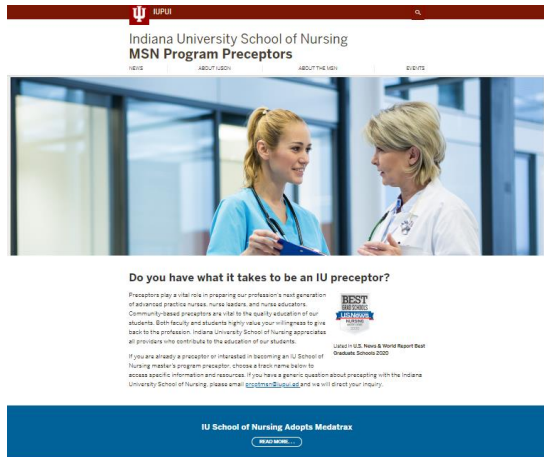 IUPUI
Indiana University School of Nursing
MSN Program Preceptors
NEWS ABOUT IUSON ABOUT THE MSN EVENTS
Do you have what it takes to be an IU preceptor?
Preceptors play a vital role in preparing our profession's next generation
of advanced practice nurses, nurse leaders, and nurse educators.
Community-based preceptors are vital to the quality education of our
students. Both faculty and students highly value your willingness to give
back to the profession. Indiana University School of Nursing appreciates
all providers who contribute to the education of our students.
BEST
GRAD SCHOOLS
U.S.News
NURSING
Listed in U.S. News & World Report Best
Graduate Schools 2020
If you are already a preceptor or interested in becoming an IU School of
Nursing master's program preceptor, choose a track name below to
access specific information and resources. If you have a generic question about precepting with the Indiana
University School of Nursing, please email and we will direct your inquiry.
IU School of Nursing Adopts Medatrax
READ MORE...